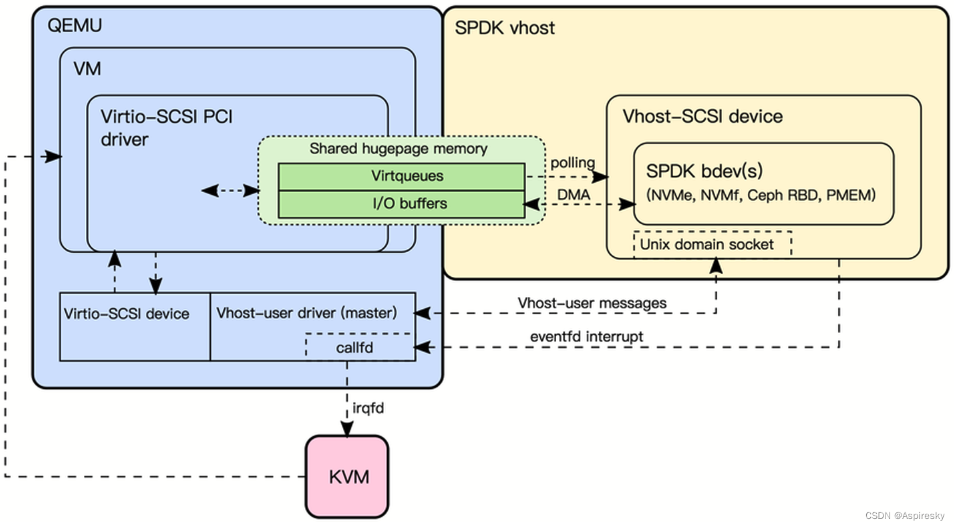 QEMU
SPDK vhost
VM
Virtio-SCSI PCI
driver
Vhost-SCSI device
Shared hugepage memory
Virtqueues
I/O buffers
polling
DMA
SPDK bdev(s)
(NVMe, NVMf, Ceph RBD, PMEM)
Unix domain socket
Virtio-SCSI device
Vhost-user driver (master)
callfd
Vhost-user messages
eventfd interrupt
irqfd
KVM
CSDN @Aspiresky